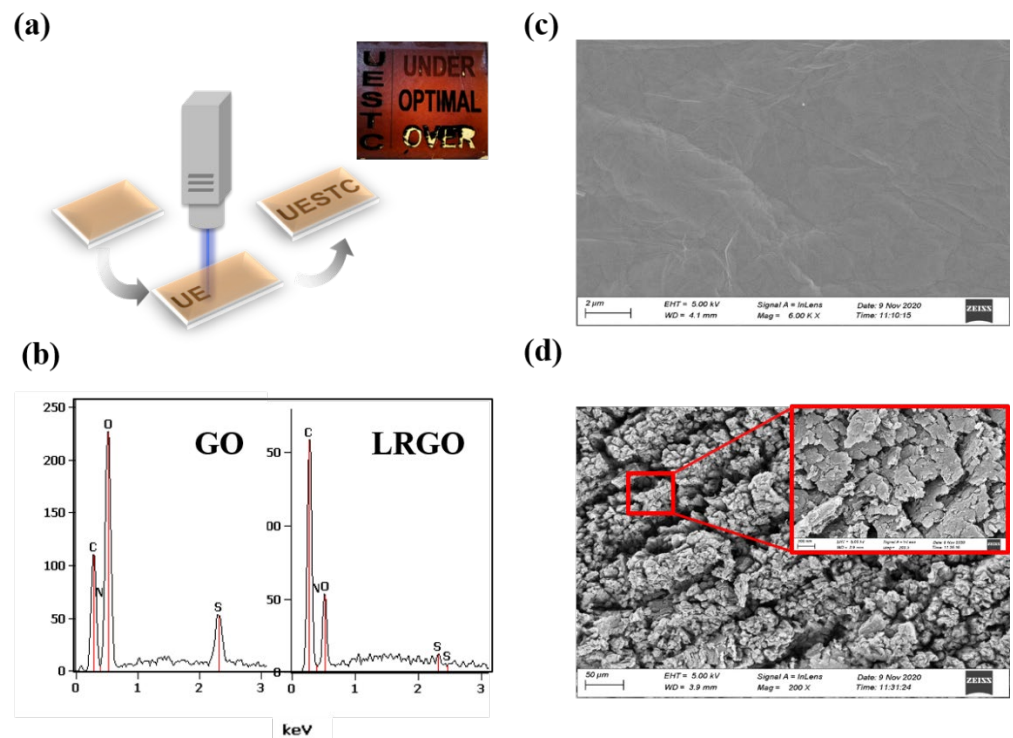 (a)
UESTC
UNDER
OPTIMAL
OVER
UESTC
UE
(b)
250
200
150
100
50
0
C
N
O
S
GO
0
1
2
3
50
00
50
0
C
N
O
S
S
LRGO
0
1
2
3
keV
(c)
2 µm
EHT = 5.00 kV
Signal A = InLens
Date: 9 Nov 2020
WD = 4.1 mm
Mag = 6.00 K X
Time: 11:10:15
ZEISS
(d)
50 µm
EHT = 5.00 kV
Signal A = InLens
Date: 9 Nov 2020
WD = 3.9 mm
Mag = 200 X
Time: 11:31:24
ZEISS